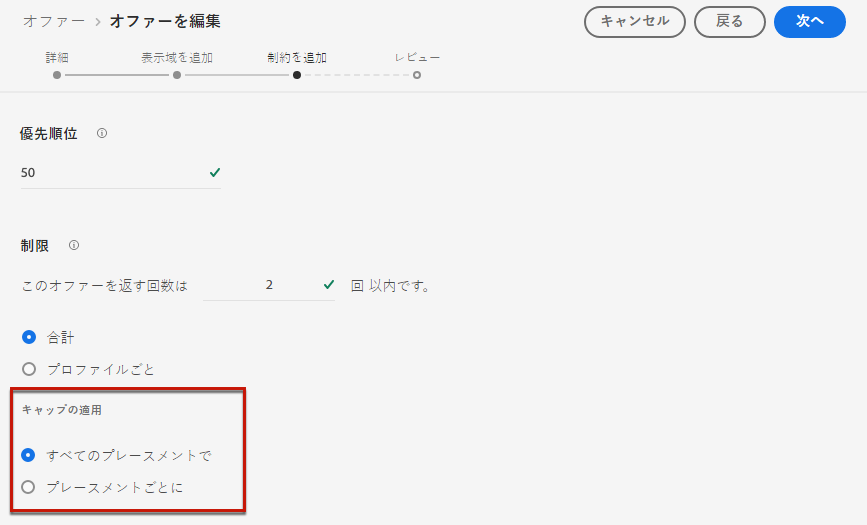 オファー > オファーを編集
キャンセル 戻る 次へ
詳細 表示域を追加 制約を追加 レビュー
優先順位
50
制限
このオファーを返す回数は 2 回 以内です。
合計
プロファイルごと
キャップの適用
すべてのプレースメントで
プレースメントごとに